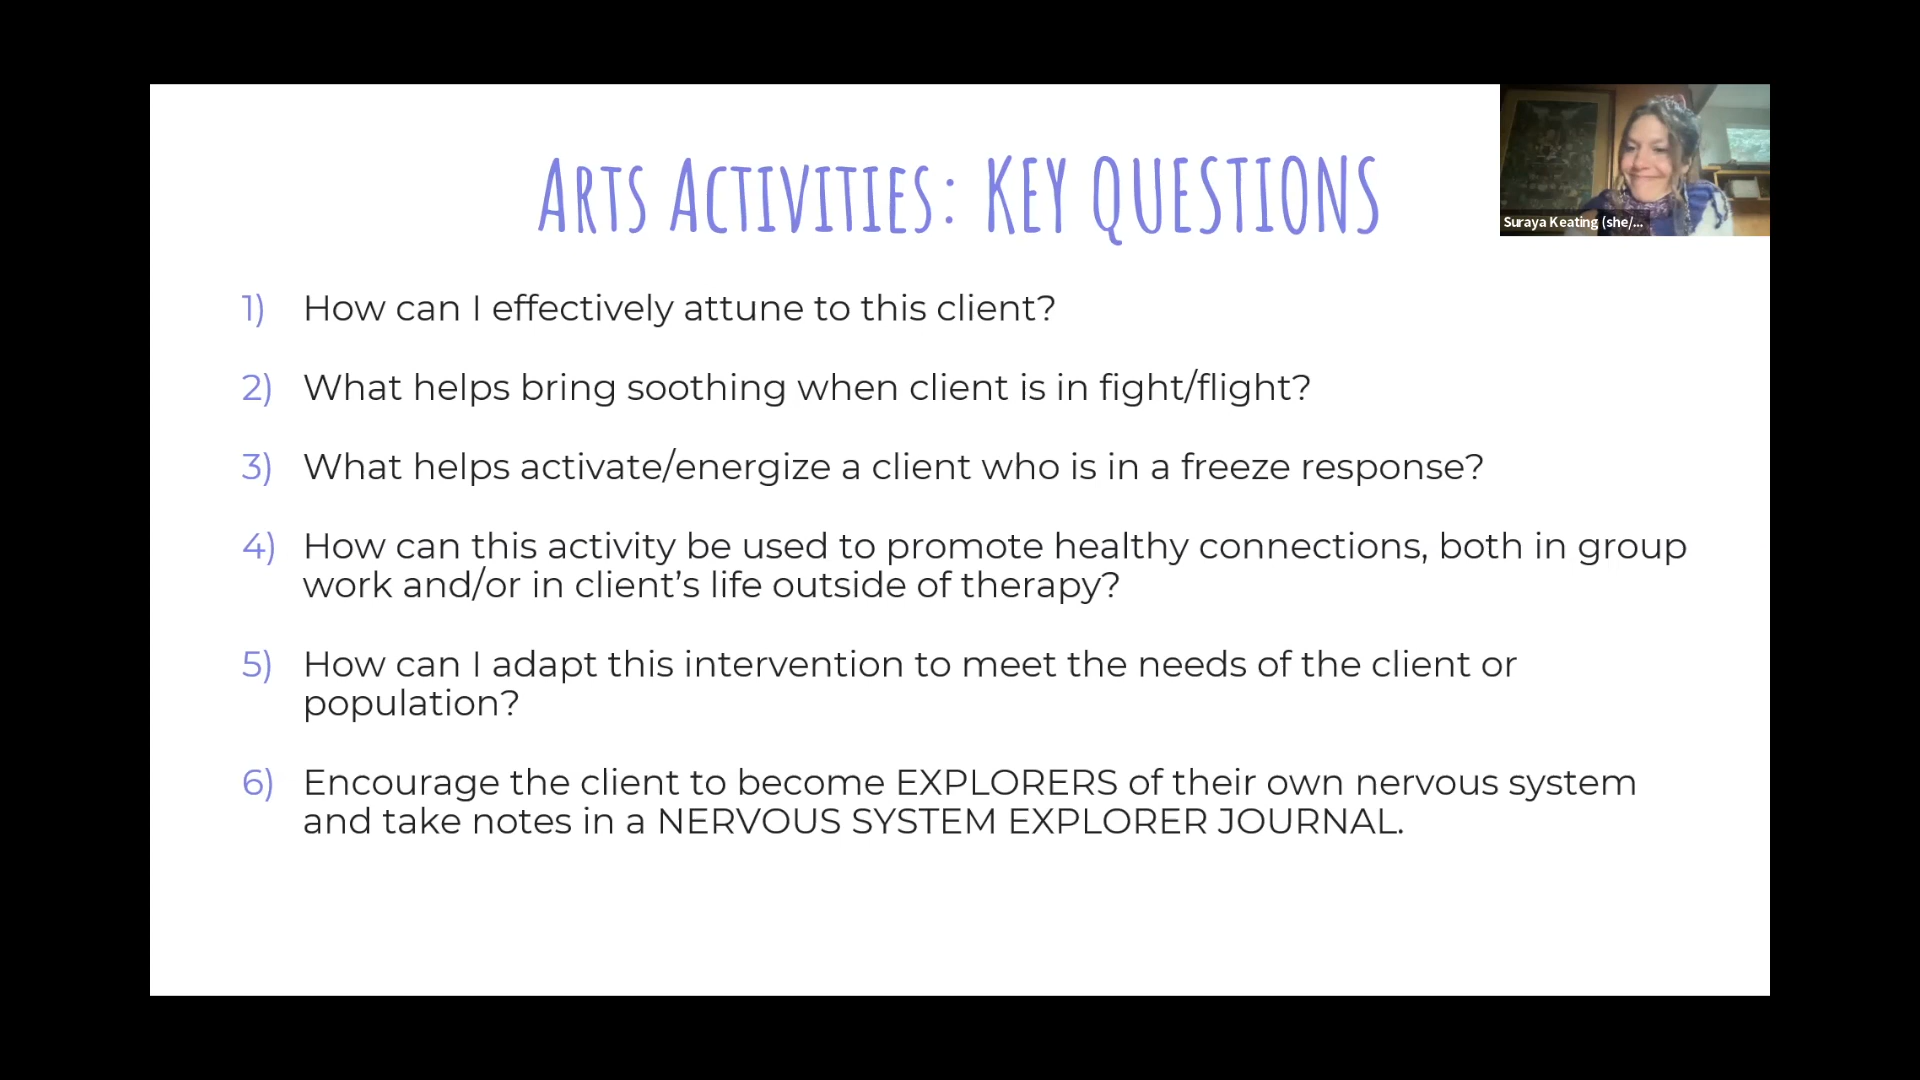 Arts Activities: KEY QUESTIONS
Suraya Keating (she/...
1) How can I effectively attune to this client?
2) What helps bring soothing when client is in fight/flight?
3) What helps activate/energize a client who is in a freeze response?
4) How can this activity be used to promote healthy connections, both in group
work and/or in client’s life outside of therapy?
5) How can I adapt this intervention to meet the needs of the client or
population?
6) Encourage the client to become EXPLORERS of their own nervous system
and take notes in a NERVOUS SYSTEM EXPLORER JOURNAL.